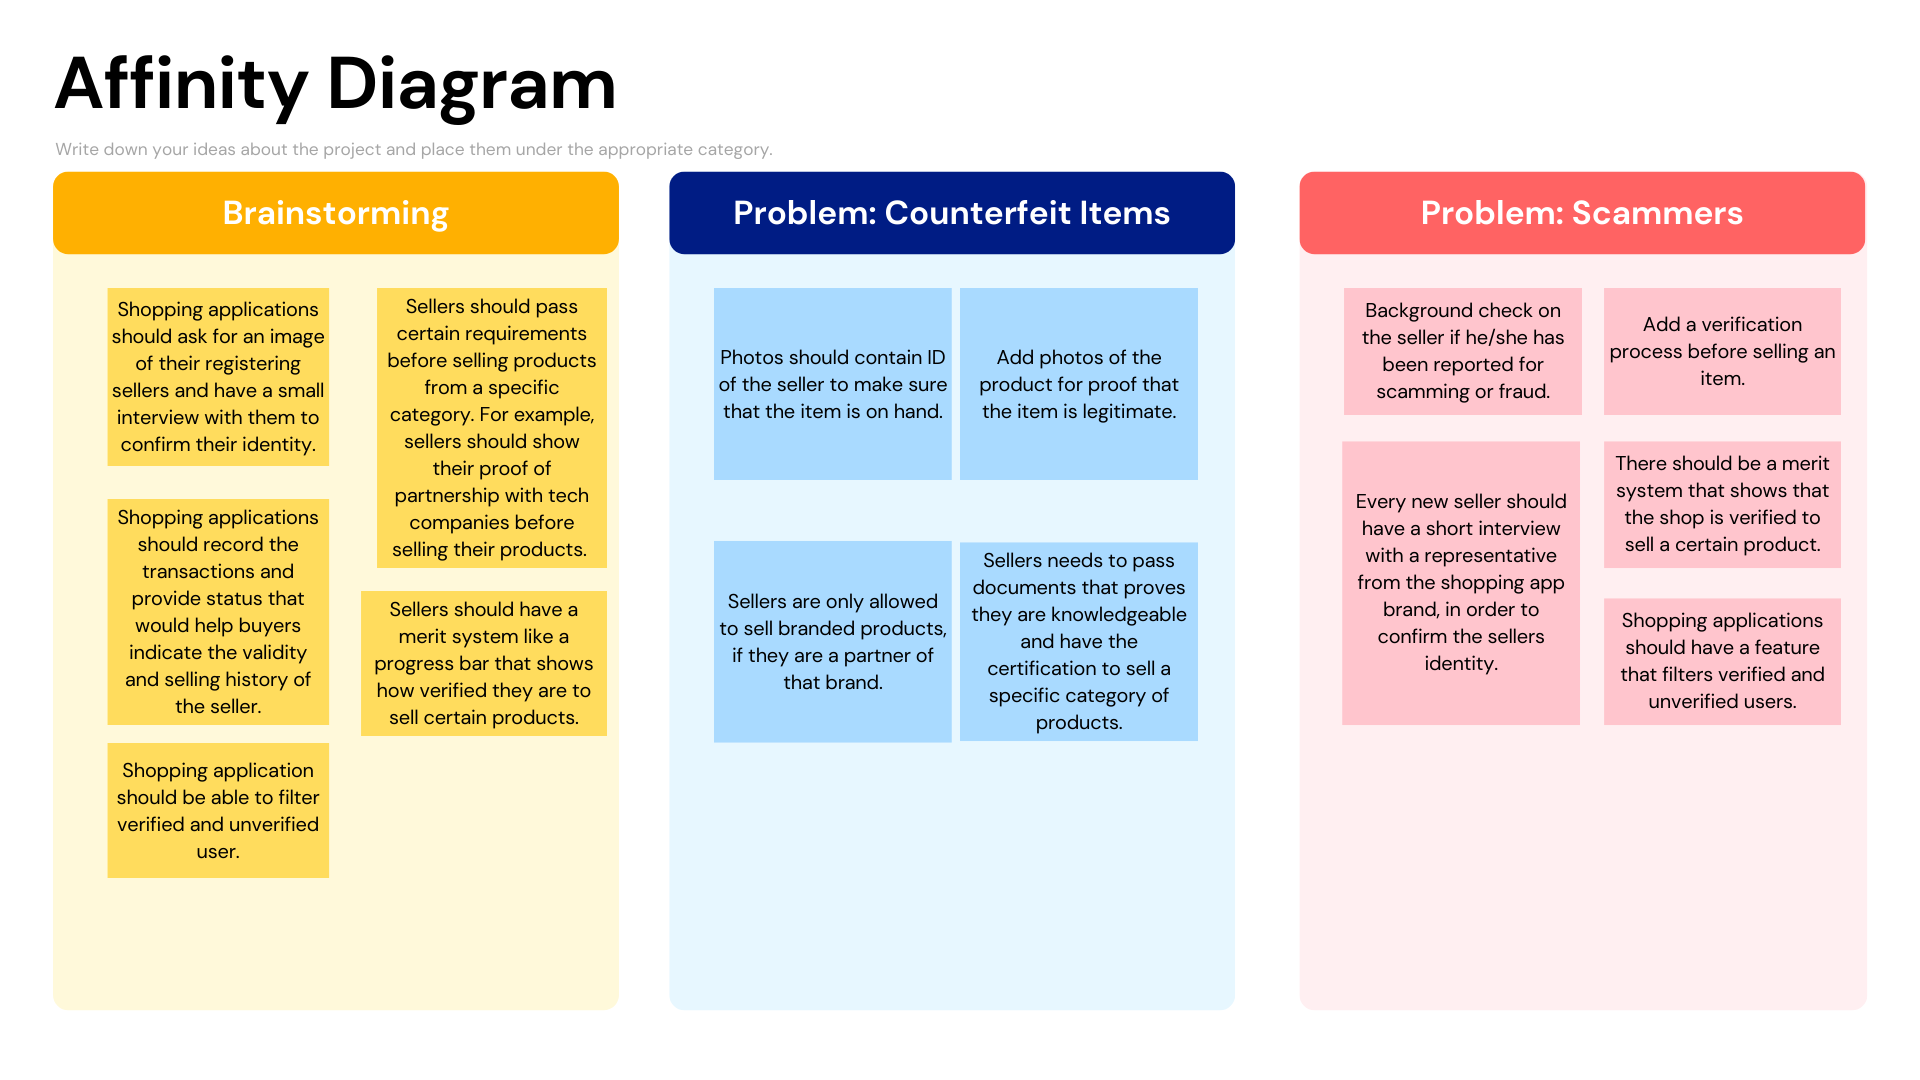 Affinity Diagram
Write down your ideas about the project and place them under the appropriate category.
Brainstorming
Shopping applications
should ask for an image
of their registering
sellers and have a small
interview with them to
confirm their identity.
Sellers should pass
certain requirements
before selling products
from a specific
category. For example,
sellers should show
their proof of
partnership with tech
companies before
selling their products.
Shopping applications
should record the
transactions and
provide status that
would help buyers
indicate the validity
and selling history of
the seller.
Sellers should have a
merit system like a
progress bar that shows
how verified they are to
sell certain products.
Shopping application
should be able to filter
verified and unverified
user.
Problem: Counterfeit Items
Photos should contain ID
of the seller to make sure
that the item is on hand.
Add photos of the
product for proof that
the item is legitimate.
Sellers are only allowed
to sell branded products,
if they are a partner of
that brand.
Sellers needs to pass
documents that proves
they are knowledgeable
and have the
certification to sell a
specific category of
products.
Problem: Scammers
Background check on
the seller if he/she has
been reported for
scamming or fraud.
Add a verification
process before selling an
item.
Every new seller should
have a short interview
with a representative
from the shopping app
brand, in order to
confirm the sellers
identity.
There should be a merit
system that shows that
the shop is verified to
sell a certain product.
Shopping applications
should have a feature
that filters verified and
unverified users.